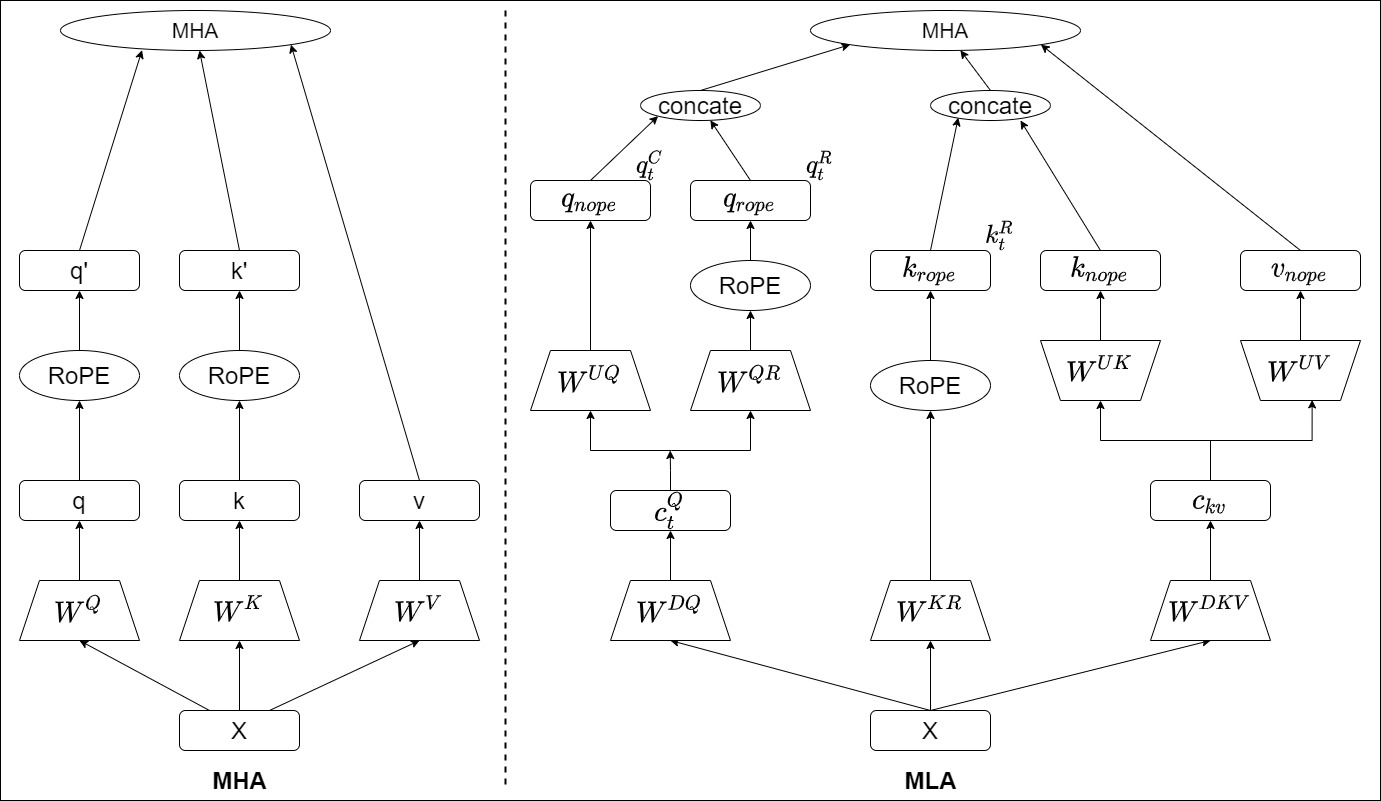 MHA
q'
k'
RoPE
RoPE
q
k
v
W^Q
W^K
W^V
X
MHA
MHA
concate
concate
q_t^C
q_t^R
q_{nope}
q_{rope}
k_t^R
k_{rope}
k_{nope}
v_{nope}
RoPE
W^{UQ}
W^{QR}
RoPE
W^{UK}
W^{UV}
c_t^Q
c_{kv}
W^{DQ}
W^{KR}
W^{DKV}
X
MLA